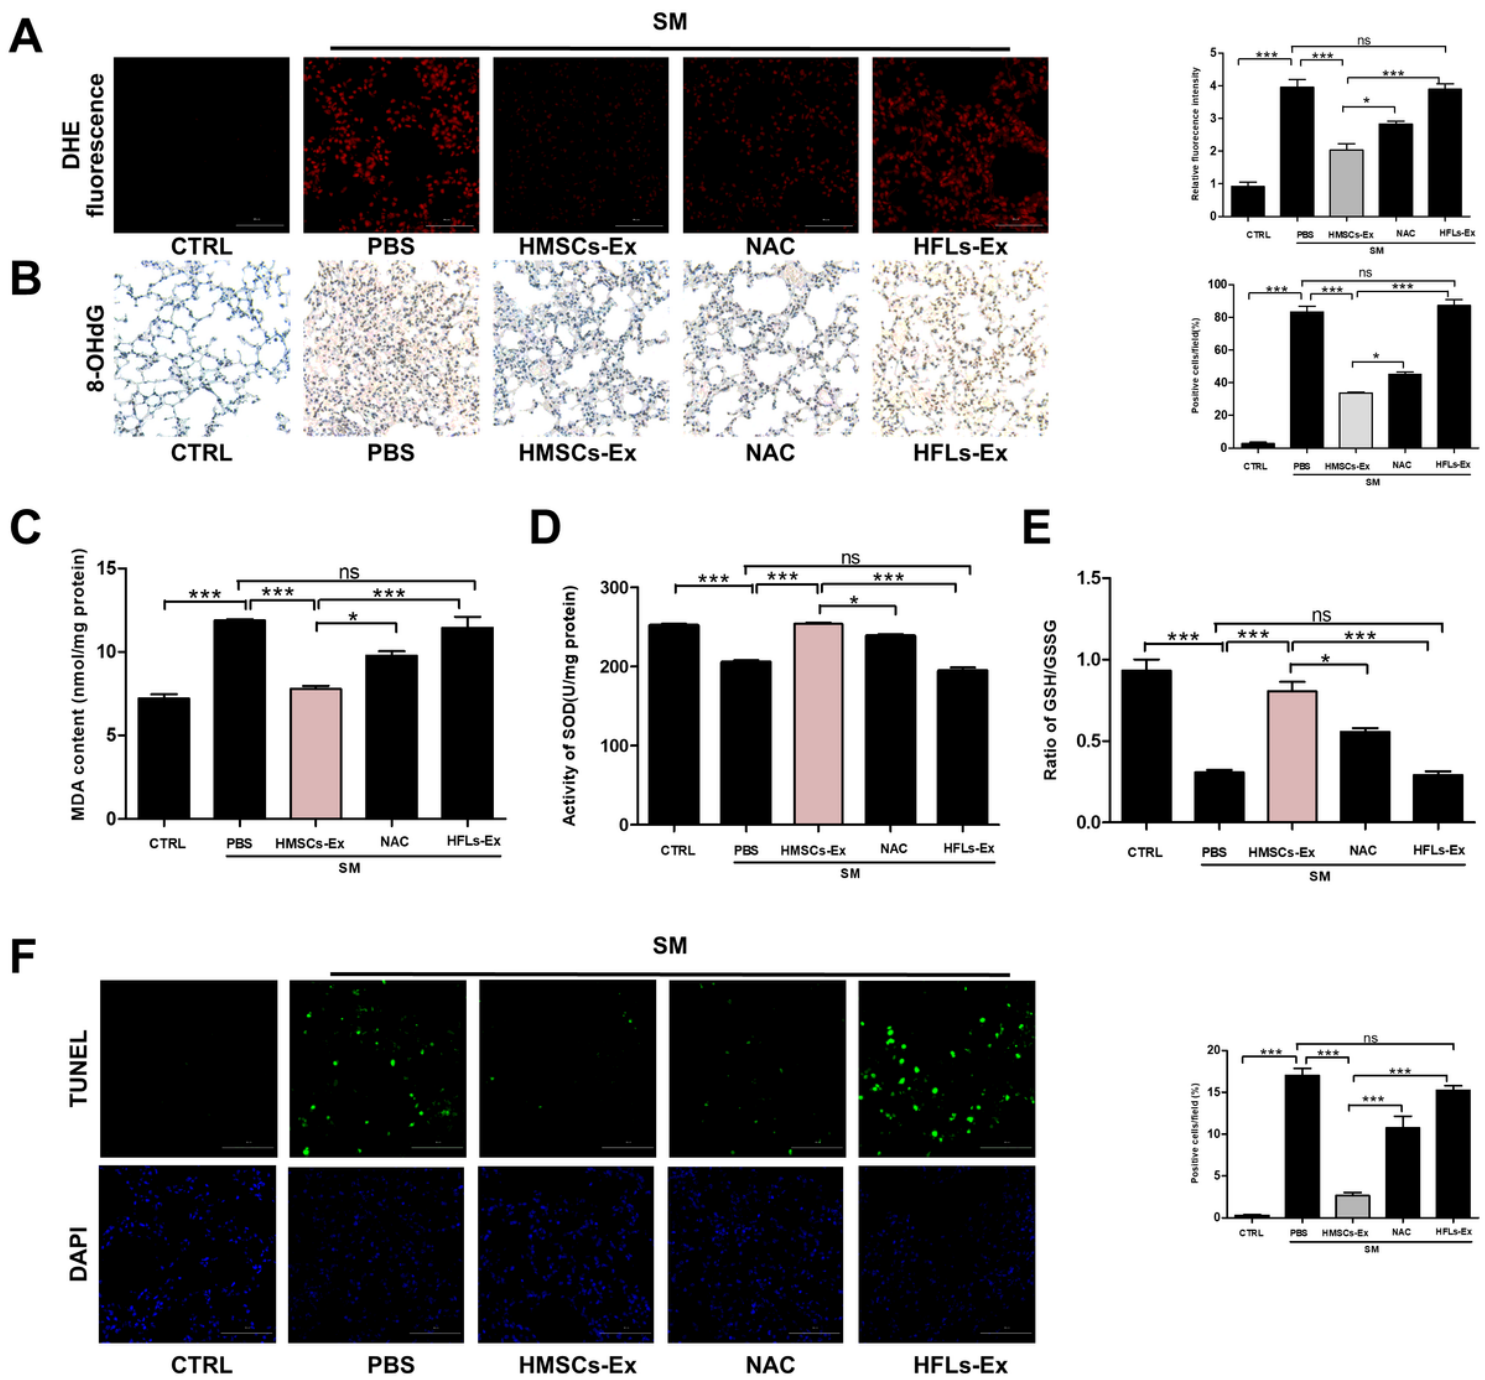 A
SM
DHE
fluorescence
CTRL PBS HMSCs-Ex NAC HFLs-Ex
Relative fluorecence intensity
5
4
3
2
1
0
*** *** ns *** *
CTRL PBS HMSCs-Ex NAC HFLs-Ex
SM
B
8-OHdG
CTRL PBS HMSCs-Ex NAC HFLs-Ex
Positive cells/field(%)
100
80
60
40
20
0
*** *** ns *** *
CTRL PBS HMSCs-Ex NAC HFLs-Ex
SM
C
MDA content (nmol/mg protein)
15
10
5
0
*** *** ns *** *
CTRL PBS HMSCs-Ex NAC HFLs-Ex
SM
D
Activity of SOD(U/mg protein)
300
200
100
0
*** *** ns *** *
CTRL PBS HMSCs-Ex NAC HFLs-Ex
SM
E
Ratio of GSH/GSSG
1.5
1.0
0.5
0.0
*** *** ns *** *
CTRL PBS HMSCs-Ex NAC HFLs-Ex
SM
F
SM
TUNEL
DAPI
CTRL PBS HMSCs-Ex NAC HFLs-Ex
Positive cells/field (%)
20
15
10
5
0
*** *** ns *** ***
CTRL PBS HMSCs-Ex NAC HFLs-Ex
SM